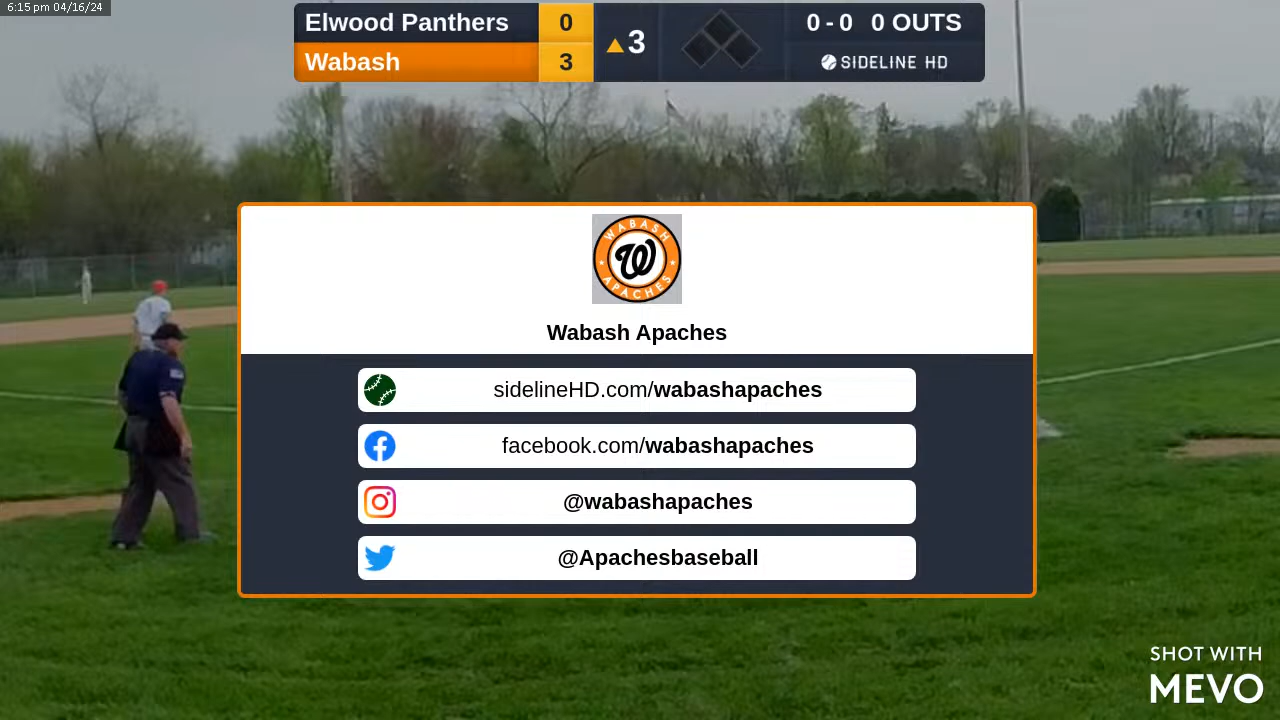 6:15 pm 04/16/24
Elwood Panthers 0
Wabash 3
▲3
0 - 0 0 OUTS
SIDELINE HD
WABASH
W
APACHES
Wabash Apaches
sidelineHD.com/wabashapaches
facebook.com/wabashapaches
@wabashapaches
@Apachesbaseball
SHOT WITH
MEVO